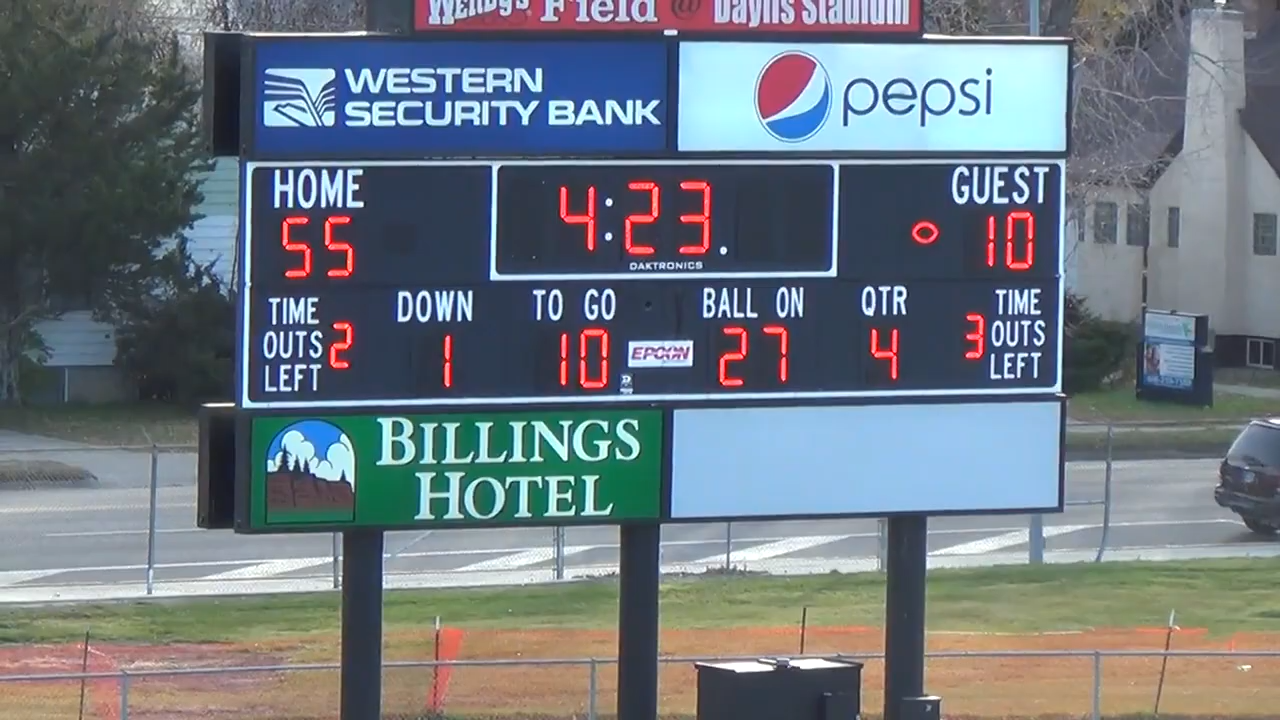 Wendy's Field @ Daylis Stadium
WESTERN
SECURITY BANK
pepsi
HOME
55
4:23
DAKTRONICS
GUEST
10
TIME
OUTS
LEFT
2
DOWN
1
TO GO
10
EPCON
BALL ON
27
QTR
4
3
TIME
OUTS
LEFT
BILLINGS
HOTEL